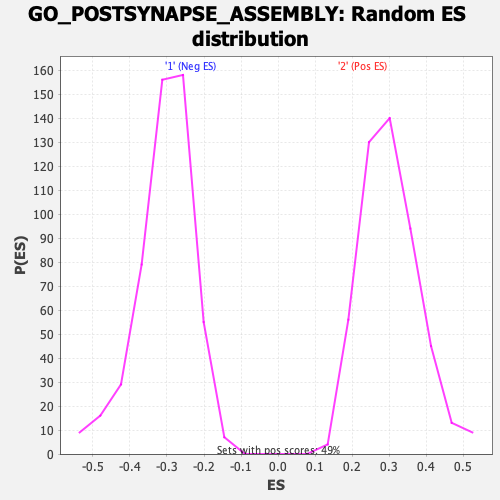 GO_POSTSYNAPSE_ASSEMBLY: Random ES
distribution
'1' (Neg ES)
'2' (Pos ES)
160
150
140
130
120
110
100
90
80
70
60
50
40
30
20
10
0
P(ES)
Sets with pos scores: 49%
-0.5 -0.4 -0.3 -0.2 -0.1 0.0 0.1 0.2 0.3 0.4 0.5
ES